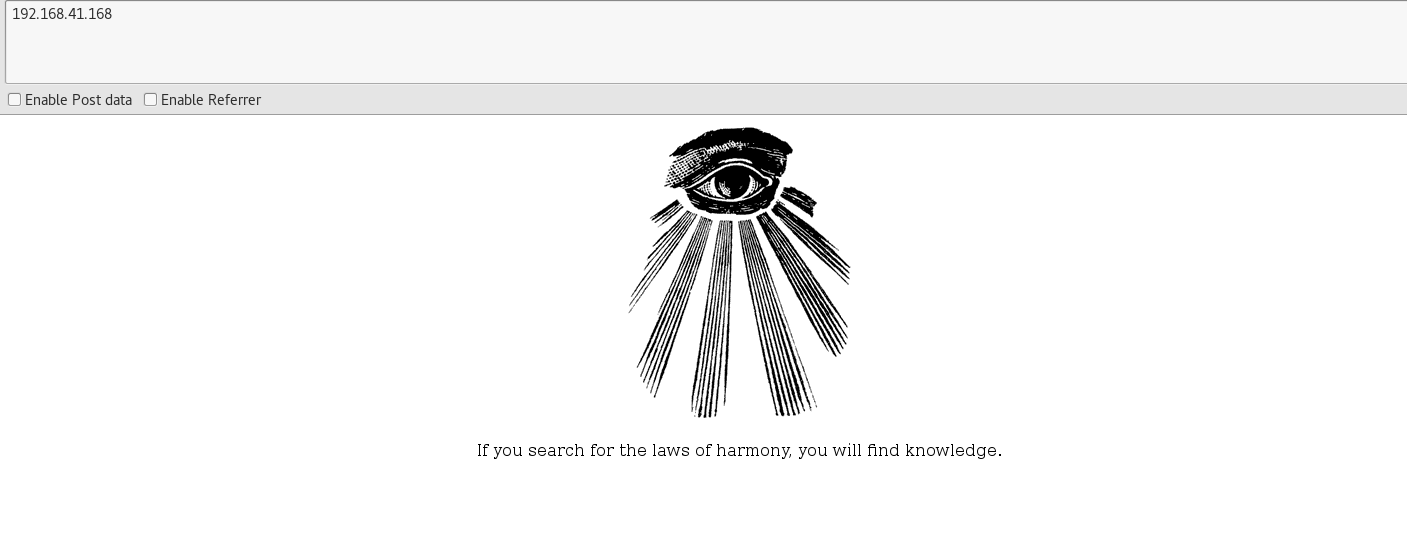 192.168.41.168
Enable Post data Enable Referrer
If you search for the laws of harmony, you will find knowledge.